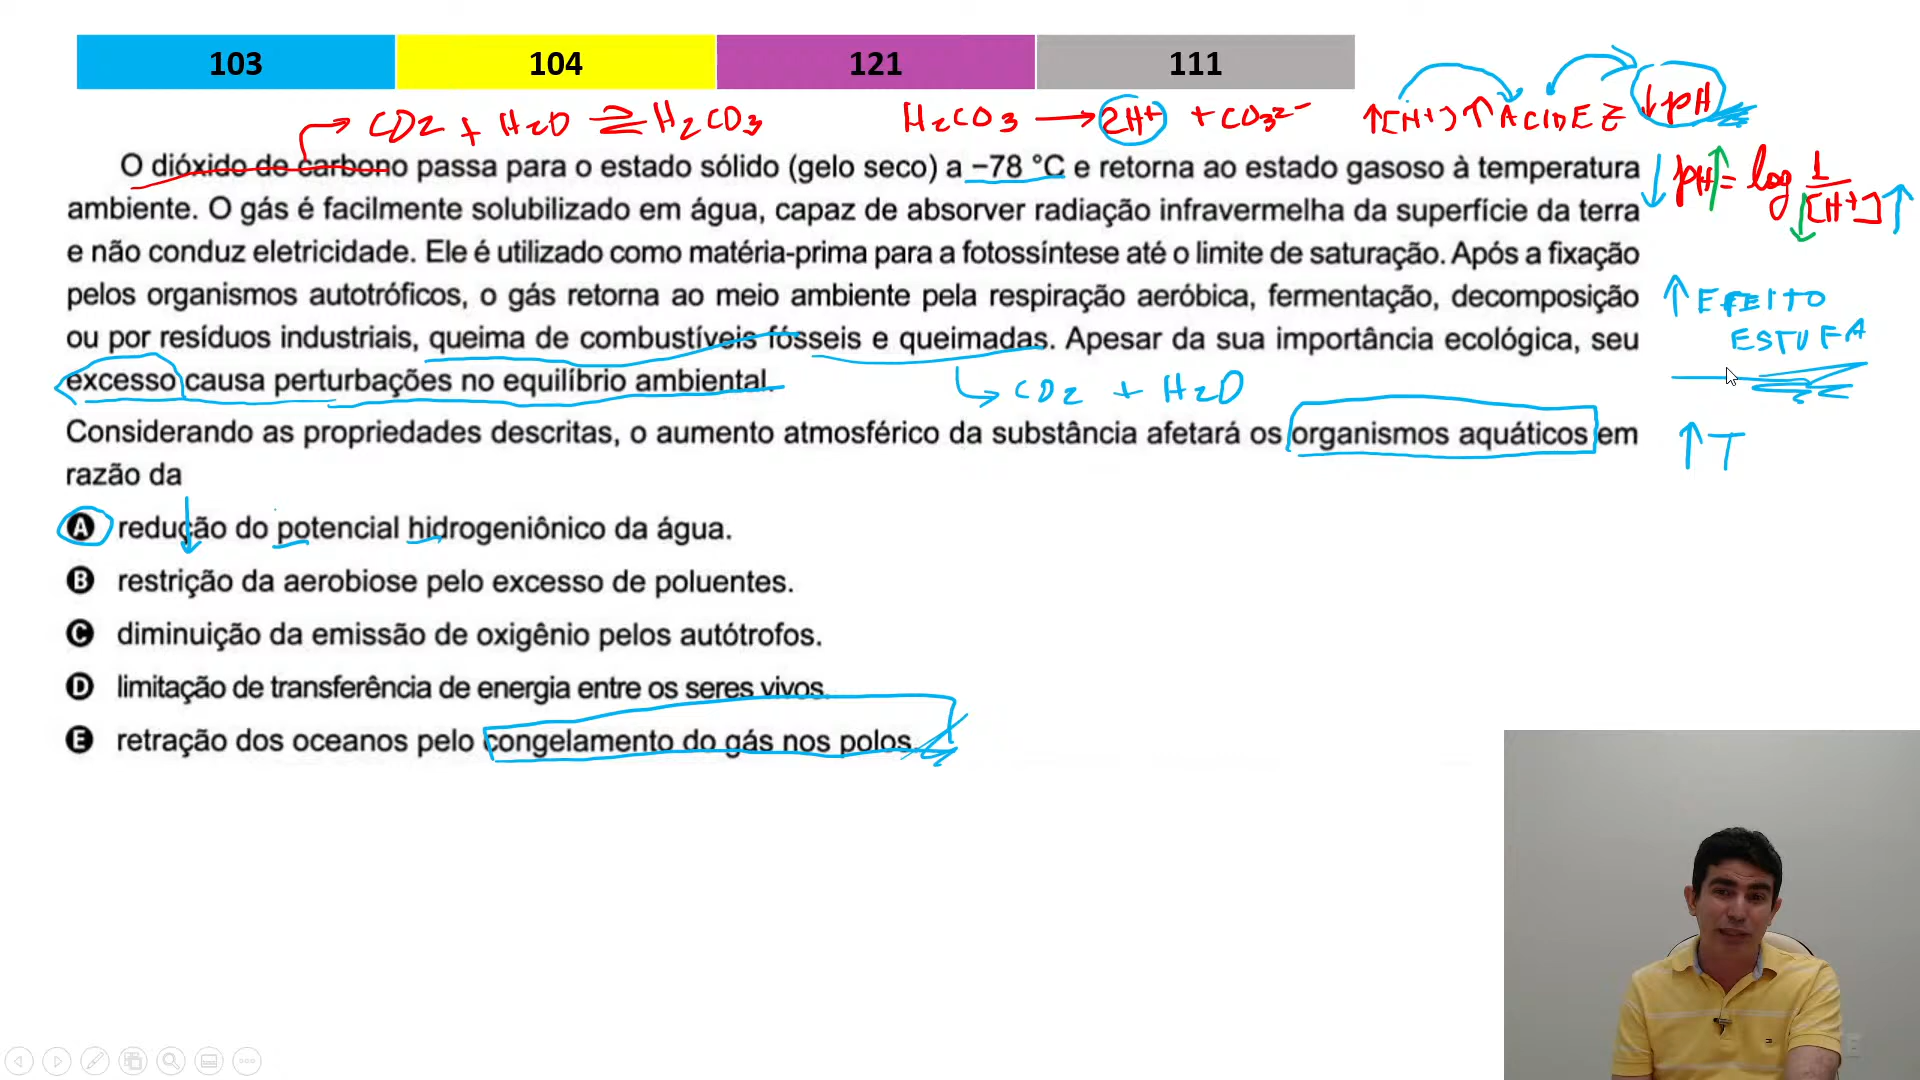 103 104 121 111
CO2 + H2O ⇌ H2CO3 H2CO3 → 2H+ + CO3 2- ↑[H+] ↑ACIDEZ ↓pH
O dióxido de carbono passa para o estado sólido (gelo seco) a −78 °C e retorna ao estado gasoso à temperatura
↓pH↑ = log 1/[H+] ↑
ambiente. O gás é facilmente solubilizado em água, capaz de absorver radiação infravermelha da superfície da terra
e não conduz eletricidade. Ele é utilizado como matéria-prima para a fotossíntese até o limite de saturação. Após a fixação
pelos organismos autotróficos, o gás retorna ao meio ambiente pela respiração aeróbica, fermentação, decomposição
↑ EFEITO
ou por resíduos industriais, queima de combustíveis fósseis e queimadas. Apesar da sua importância ecológica, seu
ESTUFA
excesso causa perturbações no equilíbrio ambiental.
→ CO2 + H2O
Considerando as propriedades descritas, o aumento atmosférico da substância afetará os organismos aquáticos em
↑ T
razão da
A redução do potencial hidrogeniônico da água.
B restrição da aerobiose pelo excesso de poluentes.
C diminuição da emissão de oxigênio pelos autótrofos.
D limitação de transferência de energia entre os seres vivos.
E retração dos oceanos pelo congelamento do gás nos polos.